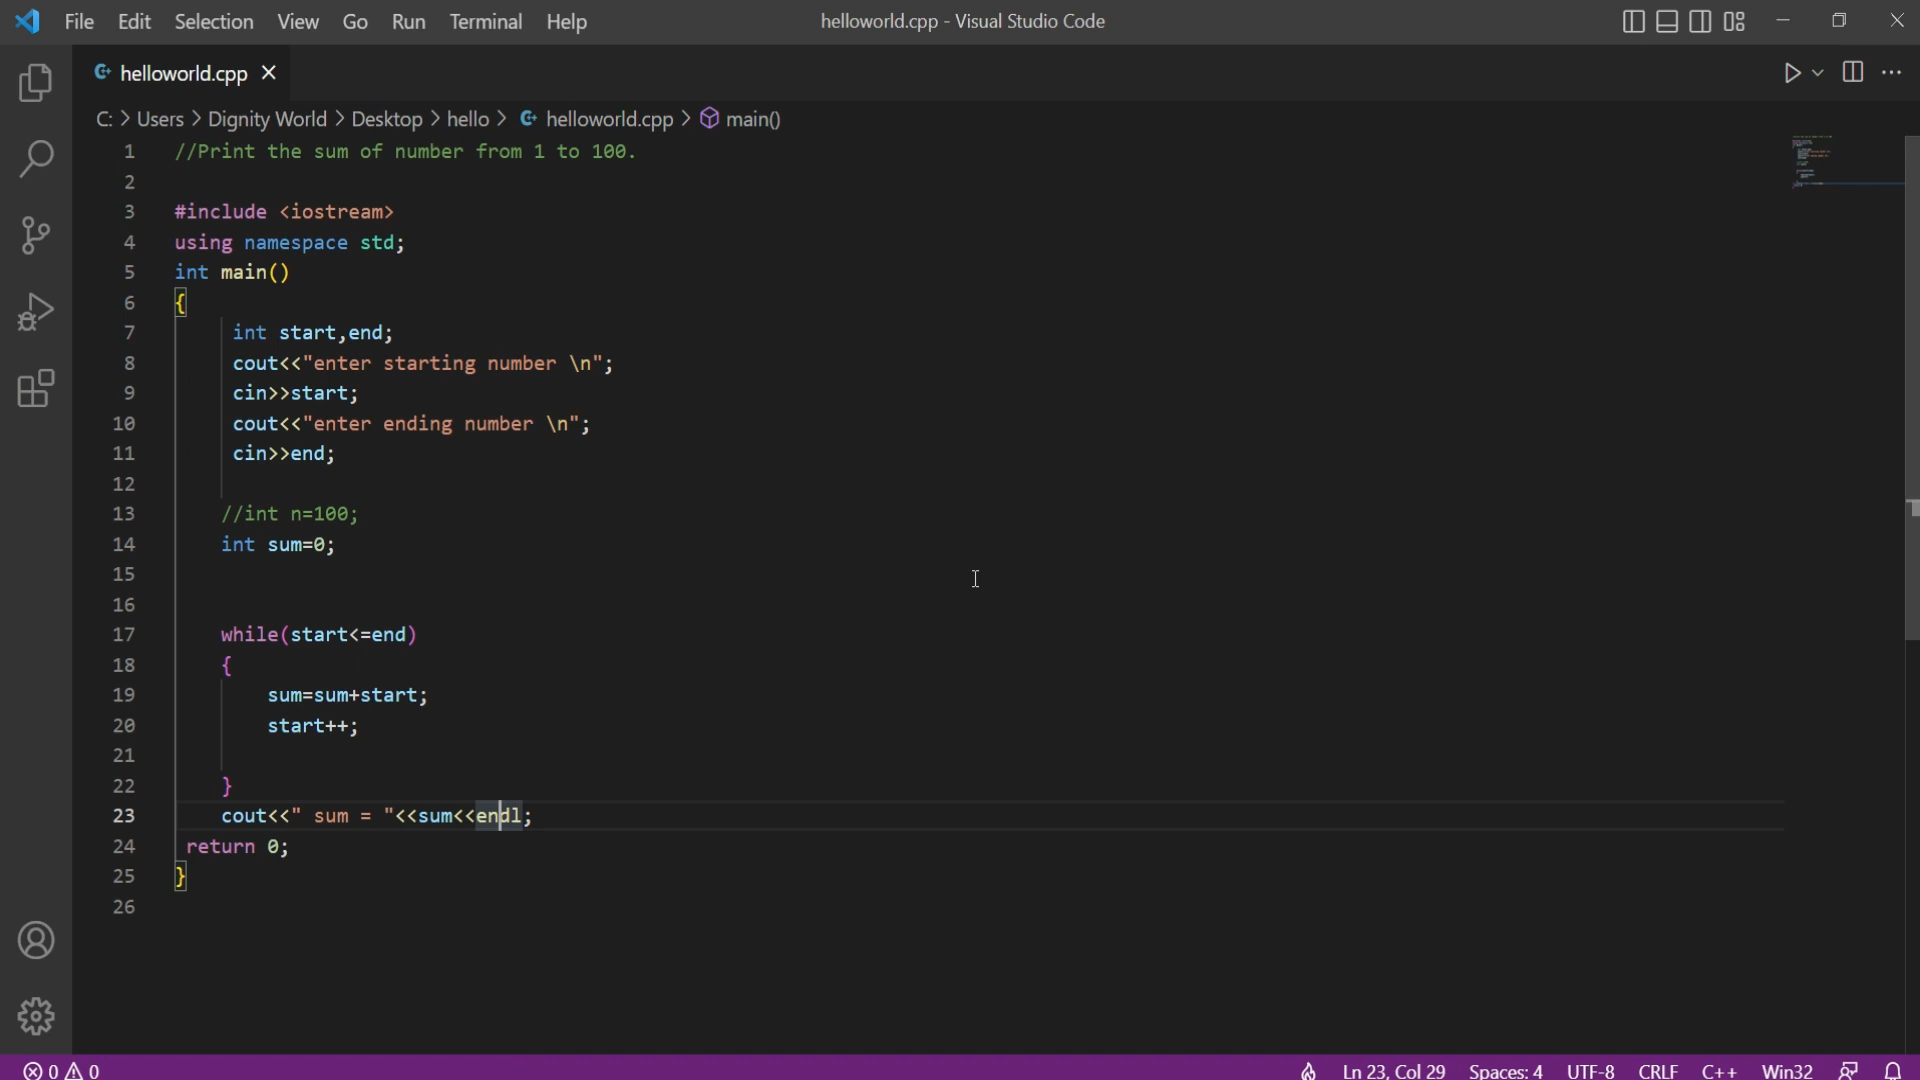 File Edit Selection View Go Run Terminal Help helloworld.cpp - Visual Studio Code
helloworld.cpp
C: > Users > Dignity World > Desktop > hello > helloworld.cpp > main()
1 //Print the sum of number from 1 to 100.
2
3 #include <iostream>
4 using namespace std;
5 int main()
6 {
7 int start,end;
8 cout<<"enter starting number \n";
9 cin>>start;
10 cout<<"enter ending number \n";
11 cin>>end;
12
13 //int n=100;
14 int sum=0;
15
16
17 while(start<=end)
18 {
19 sum=sum+start;
20 start++;
21
22 }
23 cout<<" sum = "<<sum<<endl;
24 return 0;
25 }
26
0 0 Ln 23, Col 29 Spaces: 4 UTF-8 CRLF C++ Win32